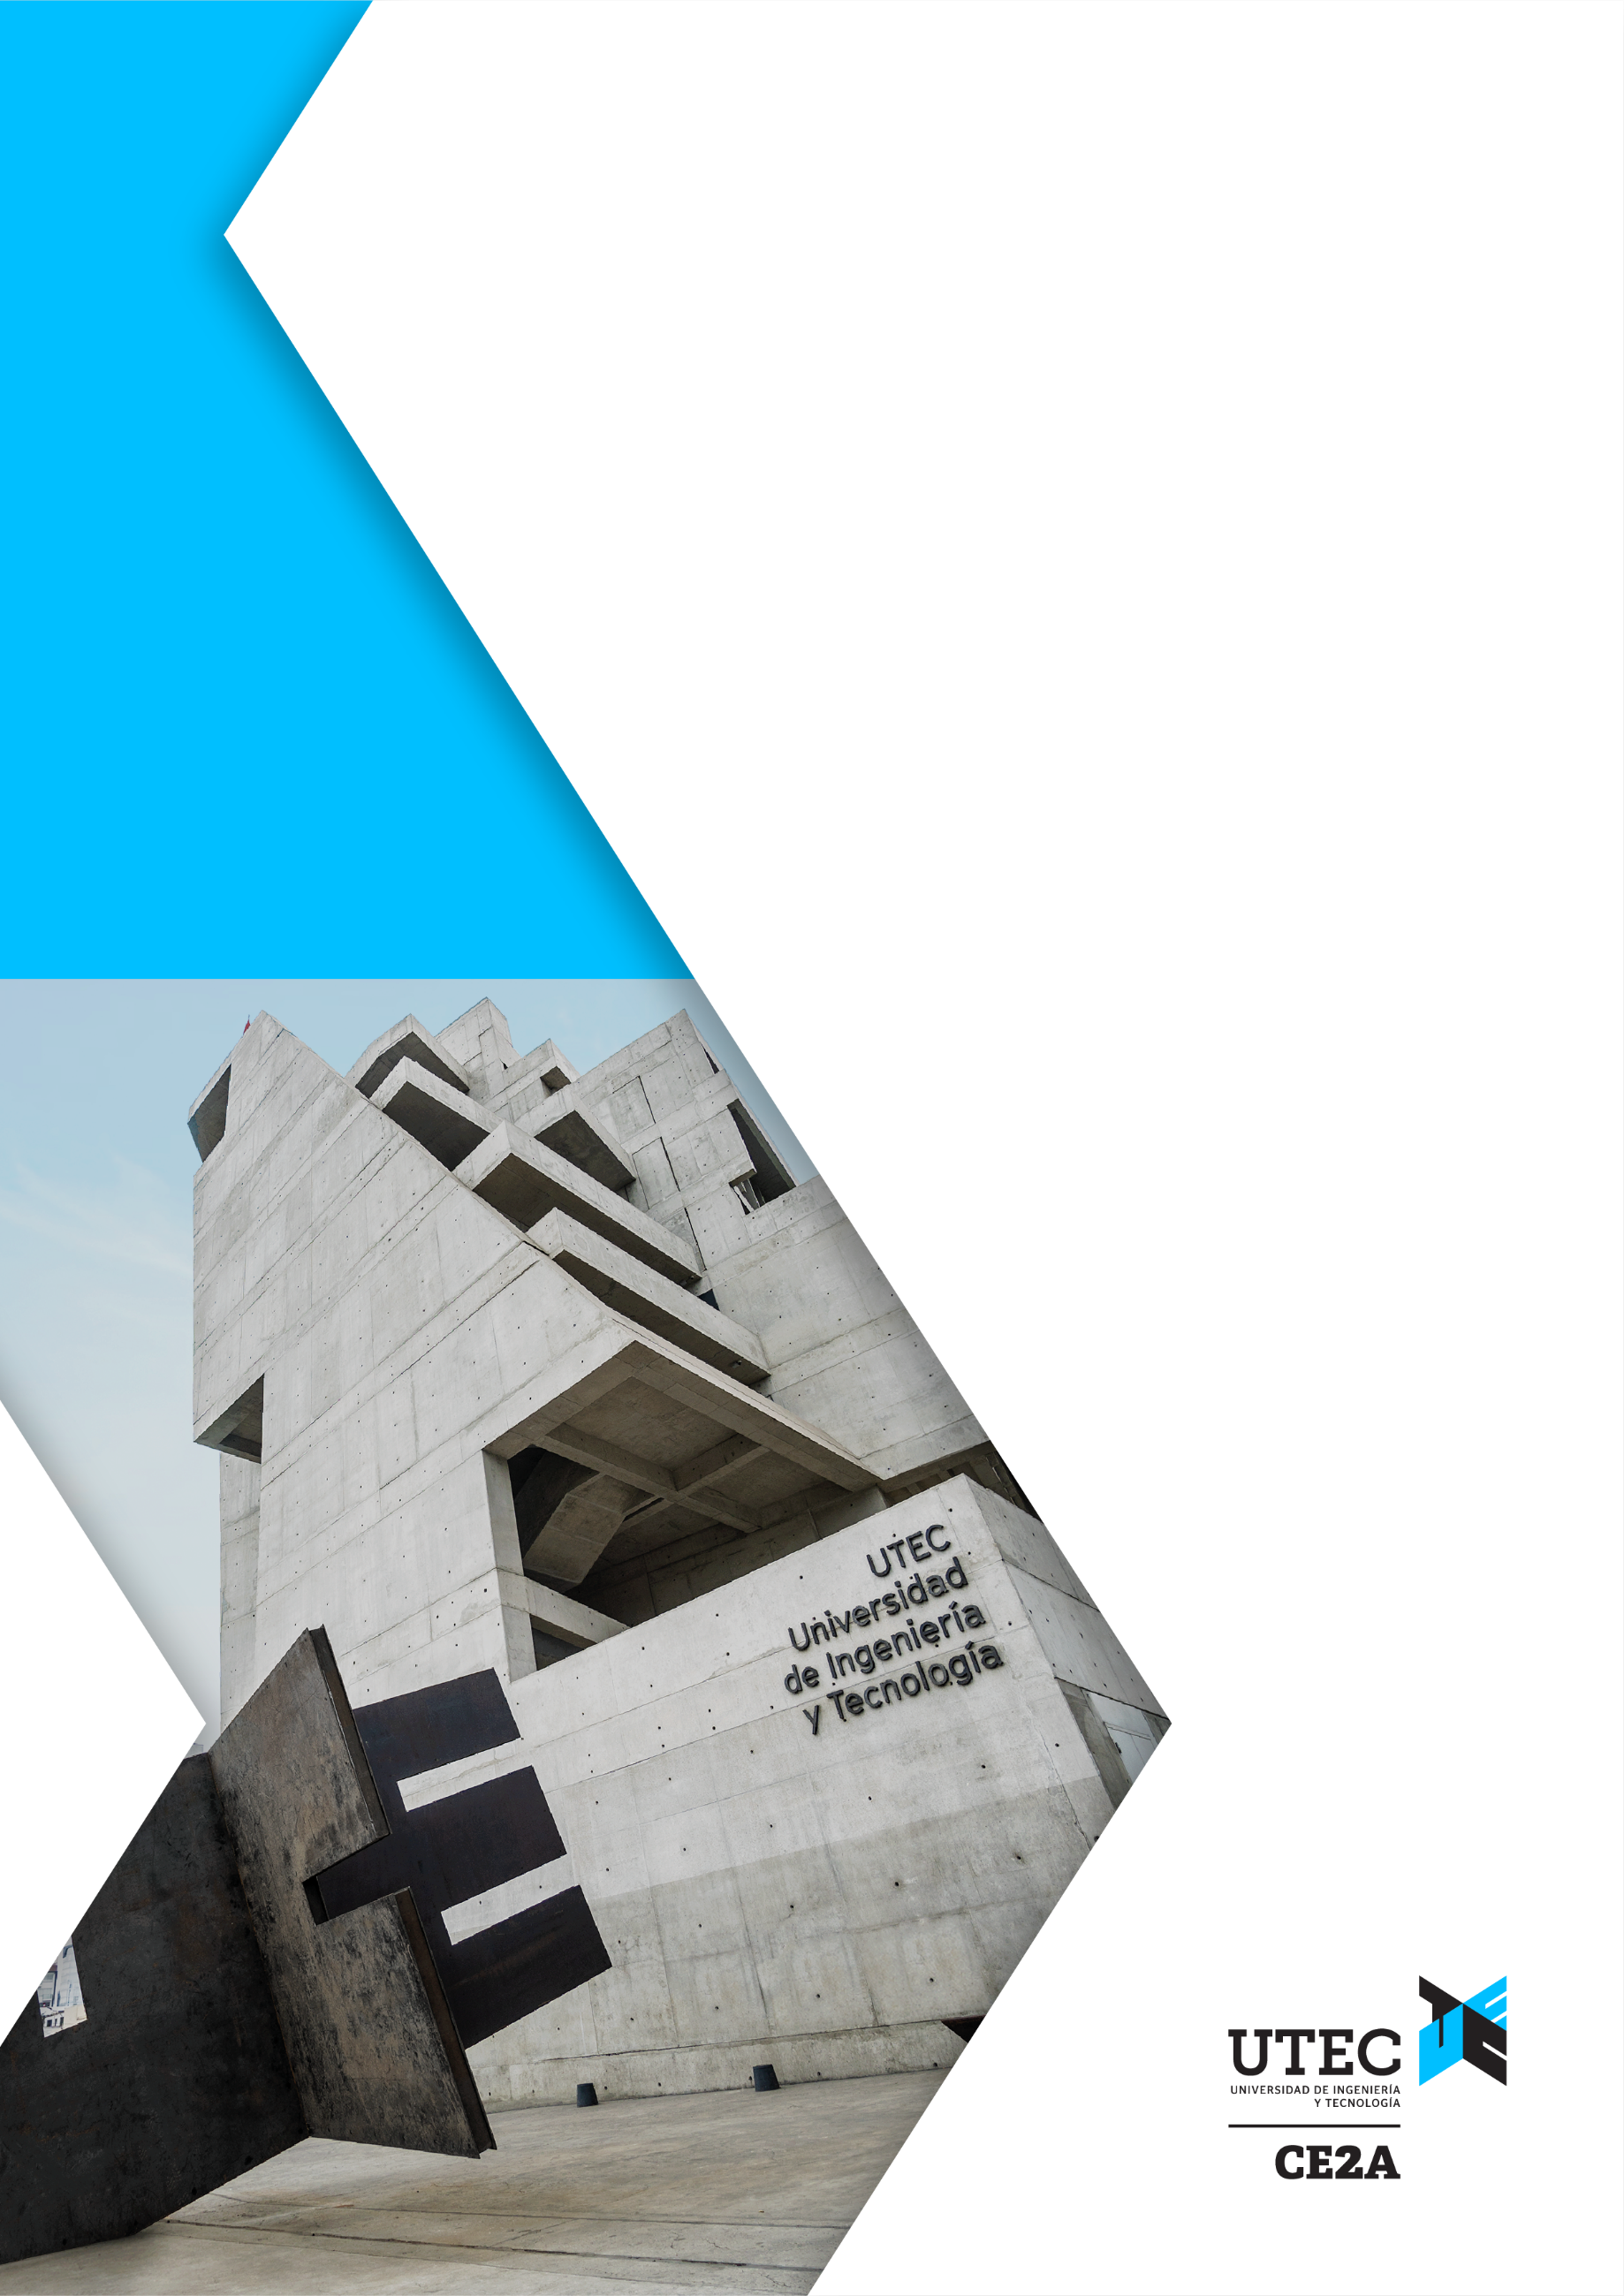 UTEC
Universidad
de Ingeniería
y Tecnología
UTEC
UNIVERSIDAD DE INGENIERÍA
Y TECNOLOGÍA
CE2A